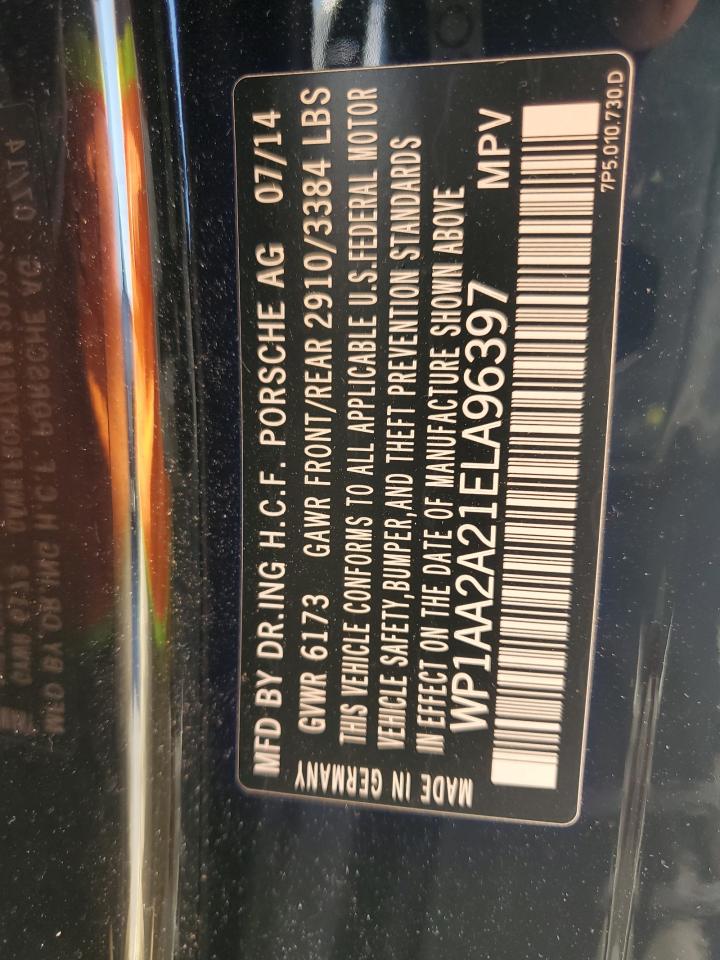 MFD BY DR.ING H.C.F. PORSCHE AG 07/14
GVWR 6173 GAWR FRONT/REAR 2910/3384 LBS
THIS VEHICLE CONFORMS TO ALL APPLICABLE U.S.FEDERAL MOTOR
VEHICLE SAFETY,BUMPER,AND THEFT PREVENTION STANDARDS
IN EFFECT ON THE DATE OF MANUFACTURE SHOWN ABOVE
WP1AA2A21ELA96397 MPV
7P5.010.730.D
MADE IN GERMANY